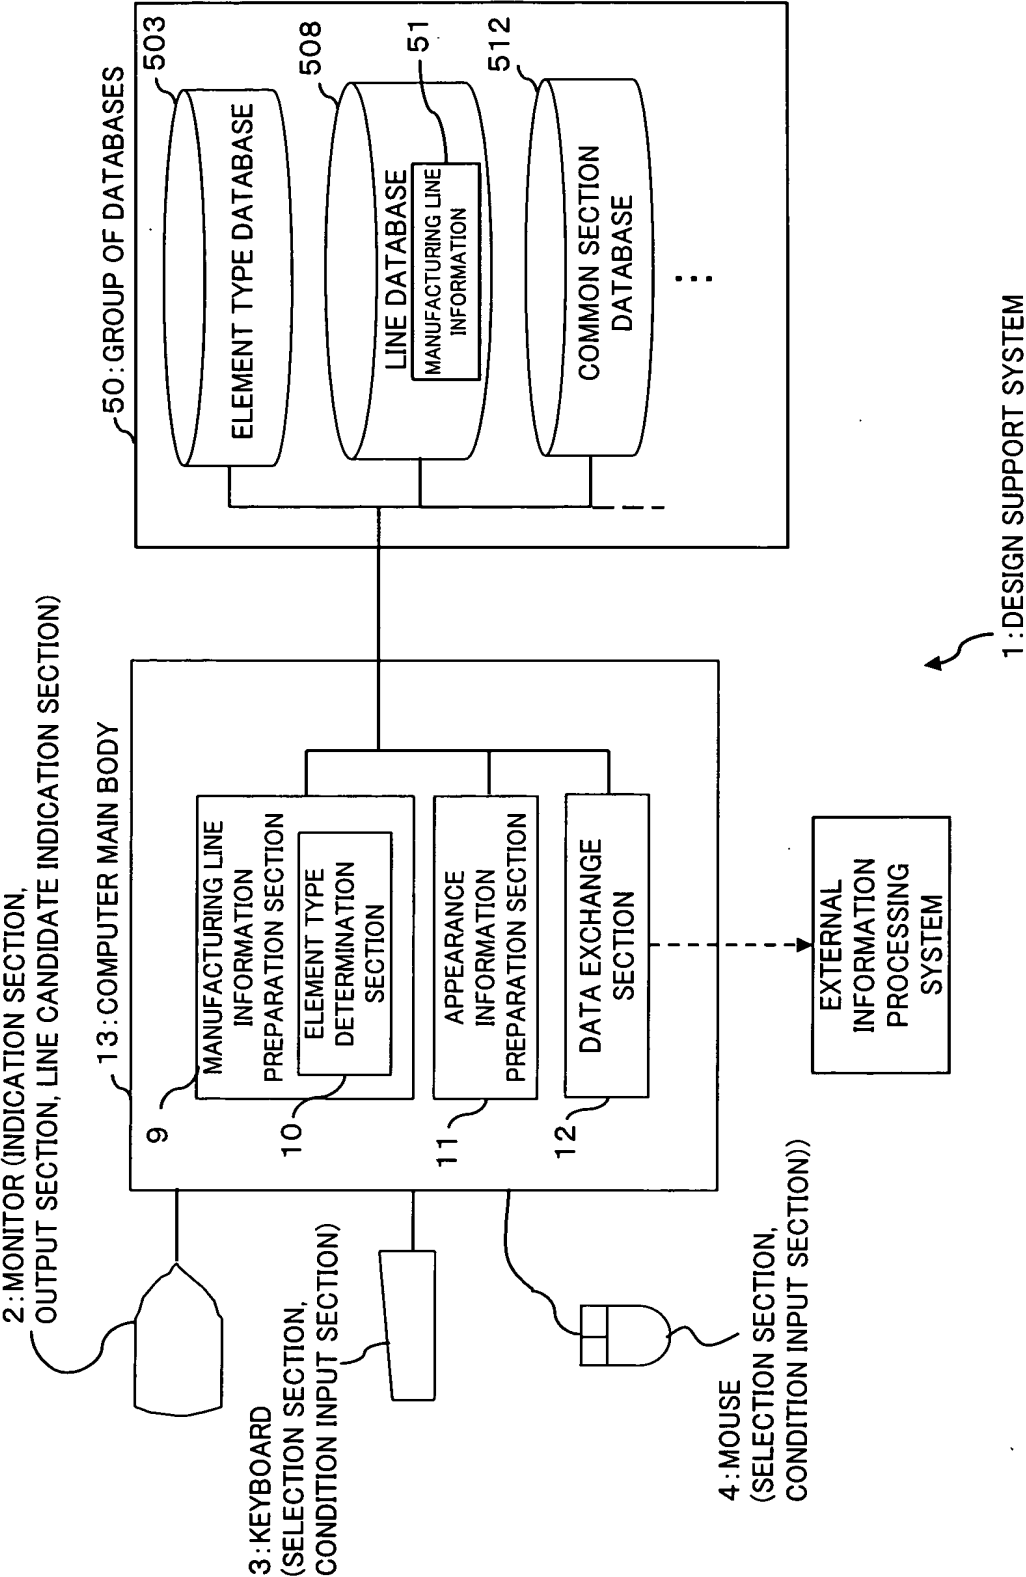 2:MONITOR (INDICATION SECTION,
OUTPUT SECTION, LINE CANDIDATE INDICATION SECTION)
13:COMPUTER MAIN BODY
50:GROUP OF DATABASES
3:KEYBOARD
(SELECTION SECTION,
CONDITION INPUT SECTION)
4:MOUSE
(SELECTION SECTION,
CONDITION INPUT SECTION))
9
MANUFACTURING LINE
INFORMATION
PREPARATION SECTION
10
ELEMENT TYPE
DETERMINATION
SECTION
11
APPEARANCE
INFORMATION
PREPARATION SECTION
12
DATA EXCHANGE
SECTION
EXTERNAL
INFORMATION
PROCESSING
SYSTEM
503
ELEMENT TYPE DATABASE
508
LINE DATABASE
51
MANUFACTURING LINE
INFORMATION
512
COMMON SECTION
DATABASE
...
1:DESIGN SUPPORT SYSTEM